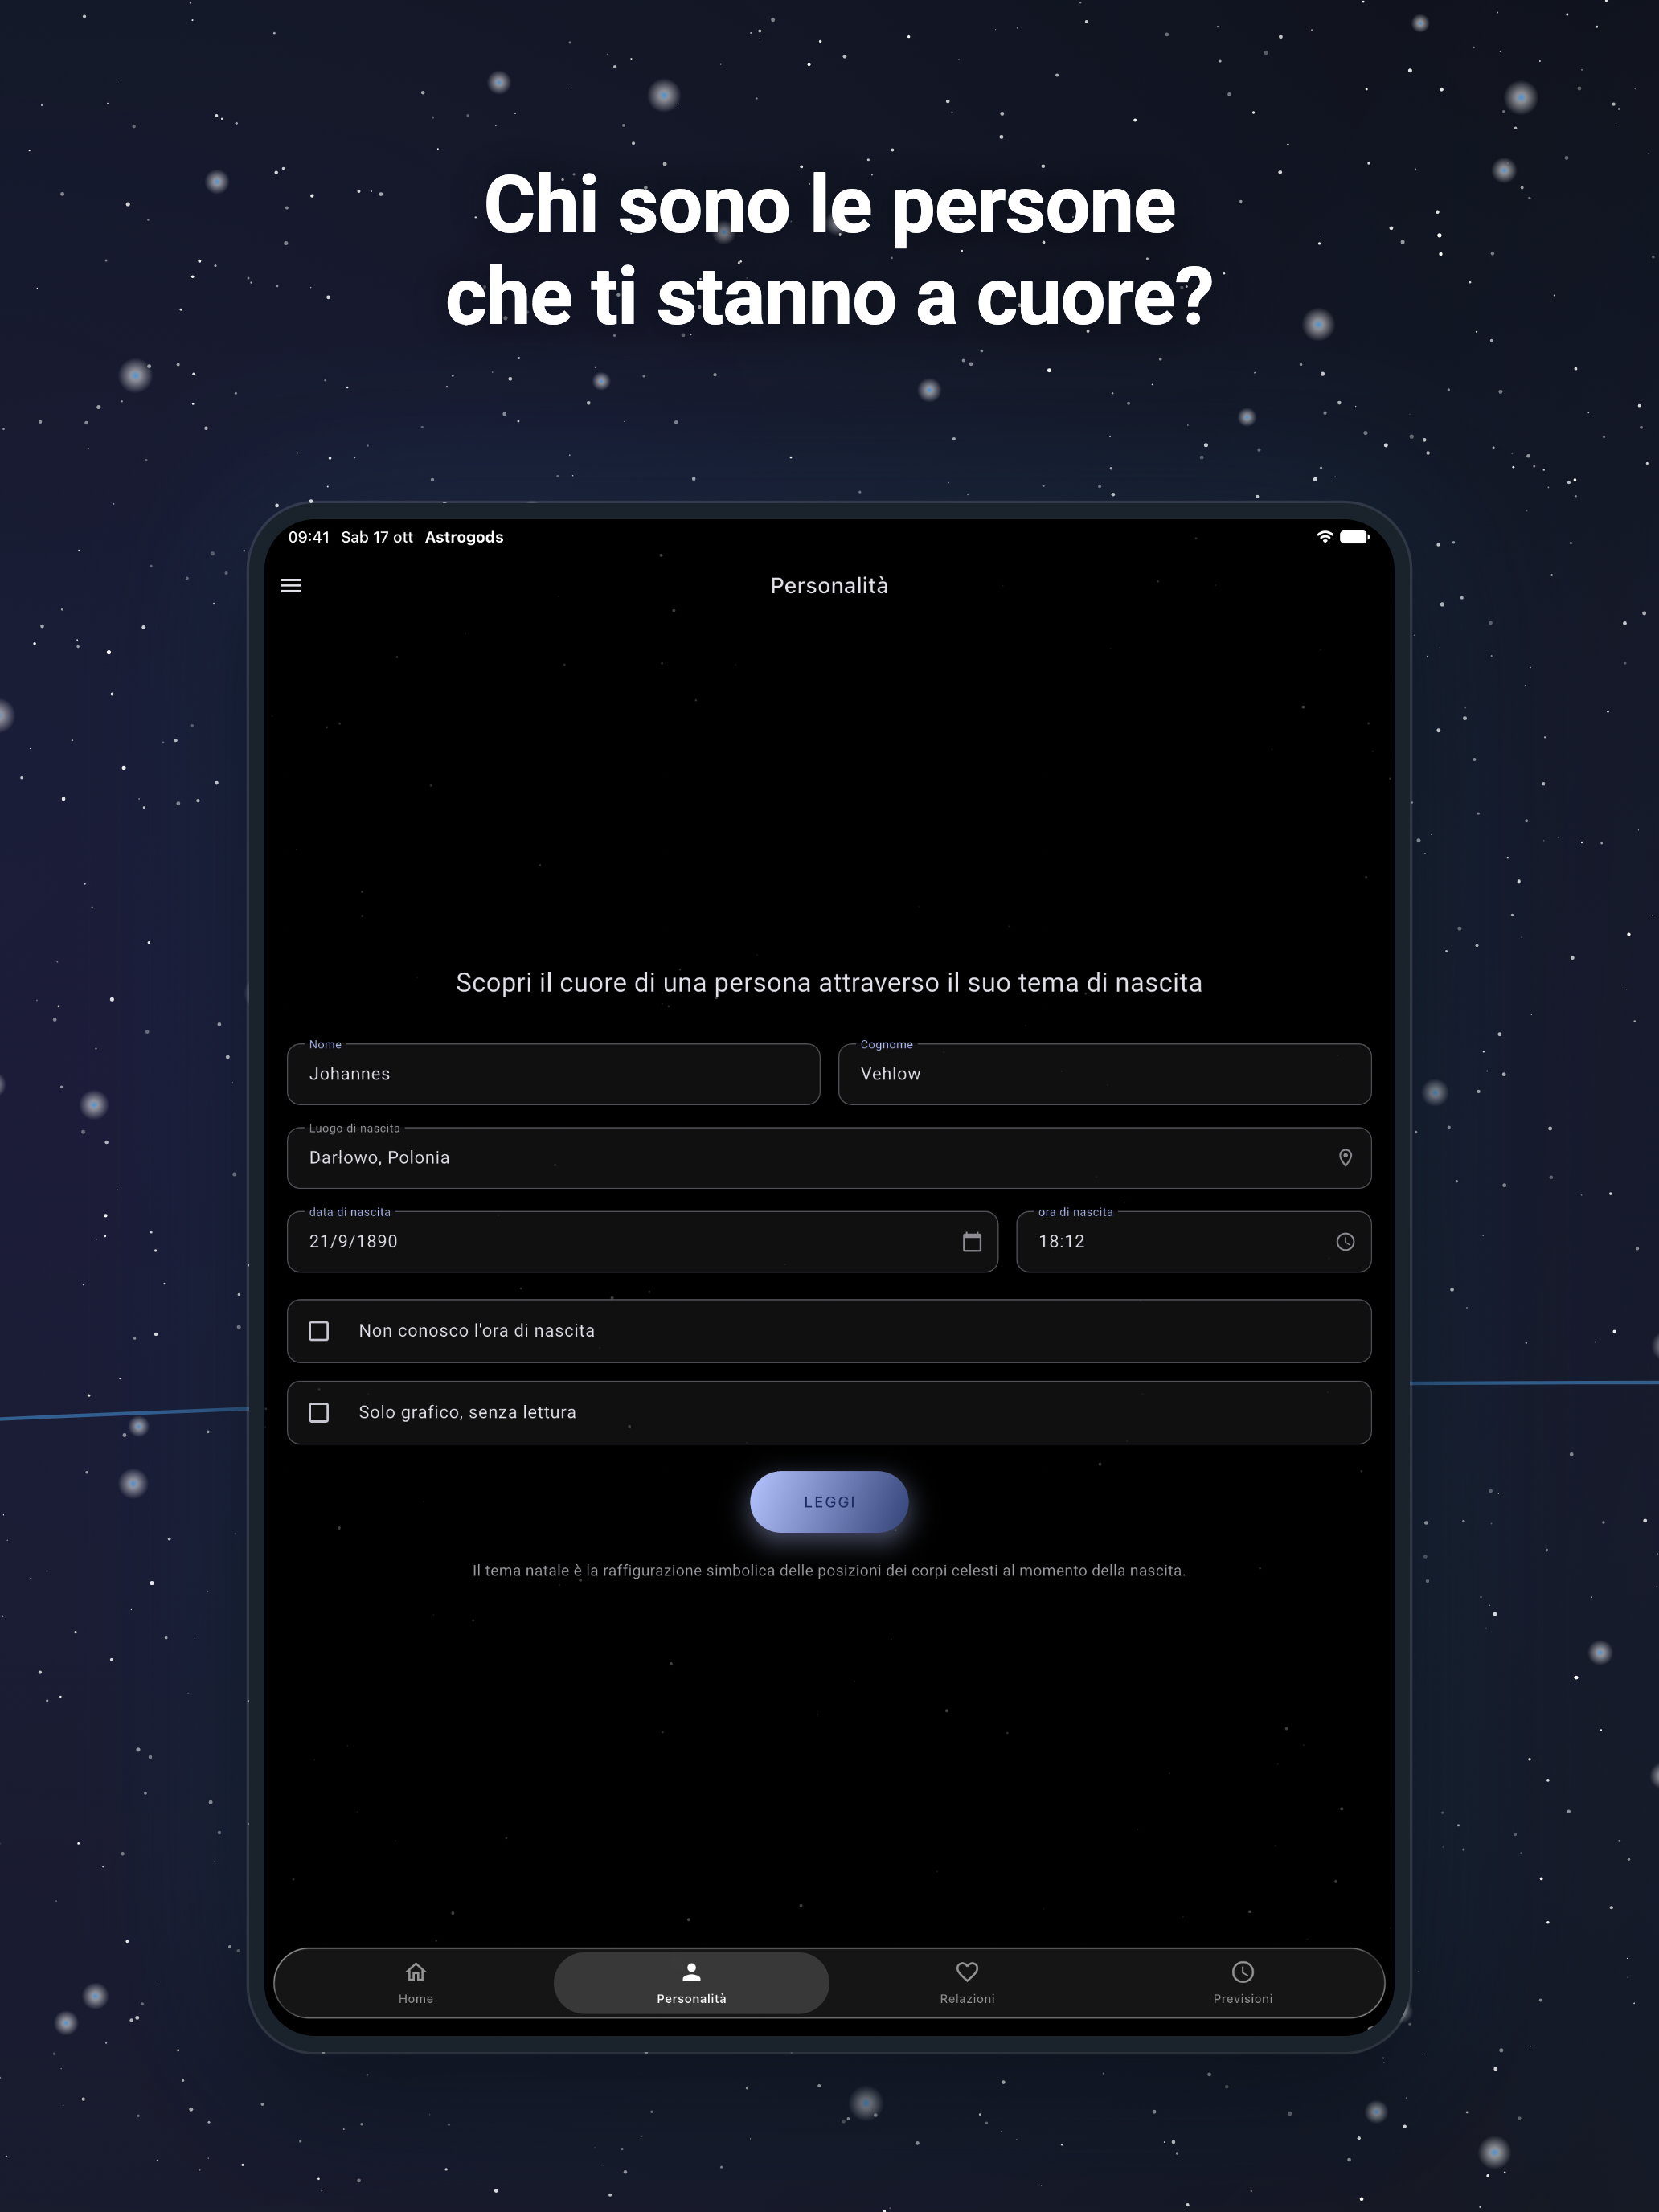 Chi sono le persone
che ti stanno a cuore?
09:41 Sab 17 ott Astrogods
Personalità
Scopri il cuore di una persona attraverso il suo tema di nascita
Nome
Johannes
Cognome
Vehlow
Luogo di nascita
Darłowo, Polonia
data di nascita
21/9/1890
ora di nascita
18:12
Non conosco l'ora di nascita
Solo grafico, senza lettura
LEGGI
Il tema natale è la raffigurazione simbolica delle posizioni dei corpi celesti al momento della nascita.
Home
Personalità
Relazioni
Previsioni